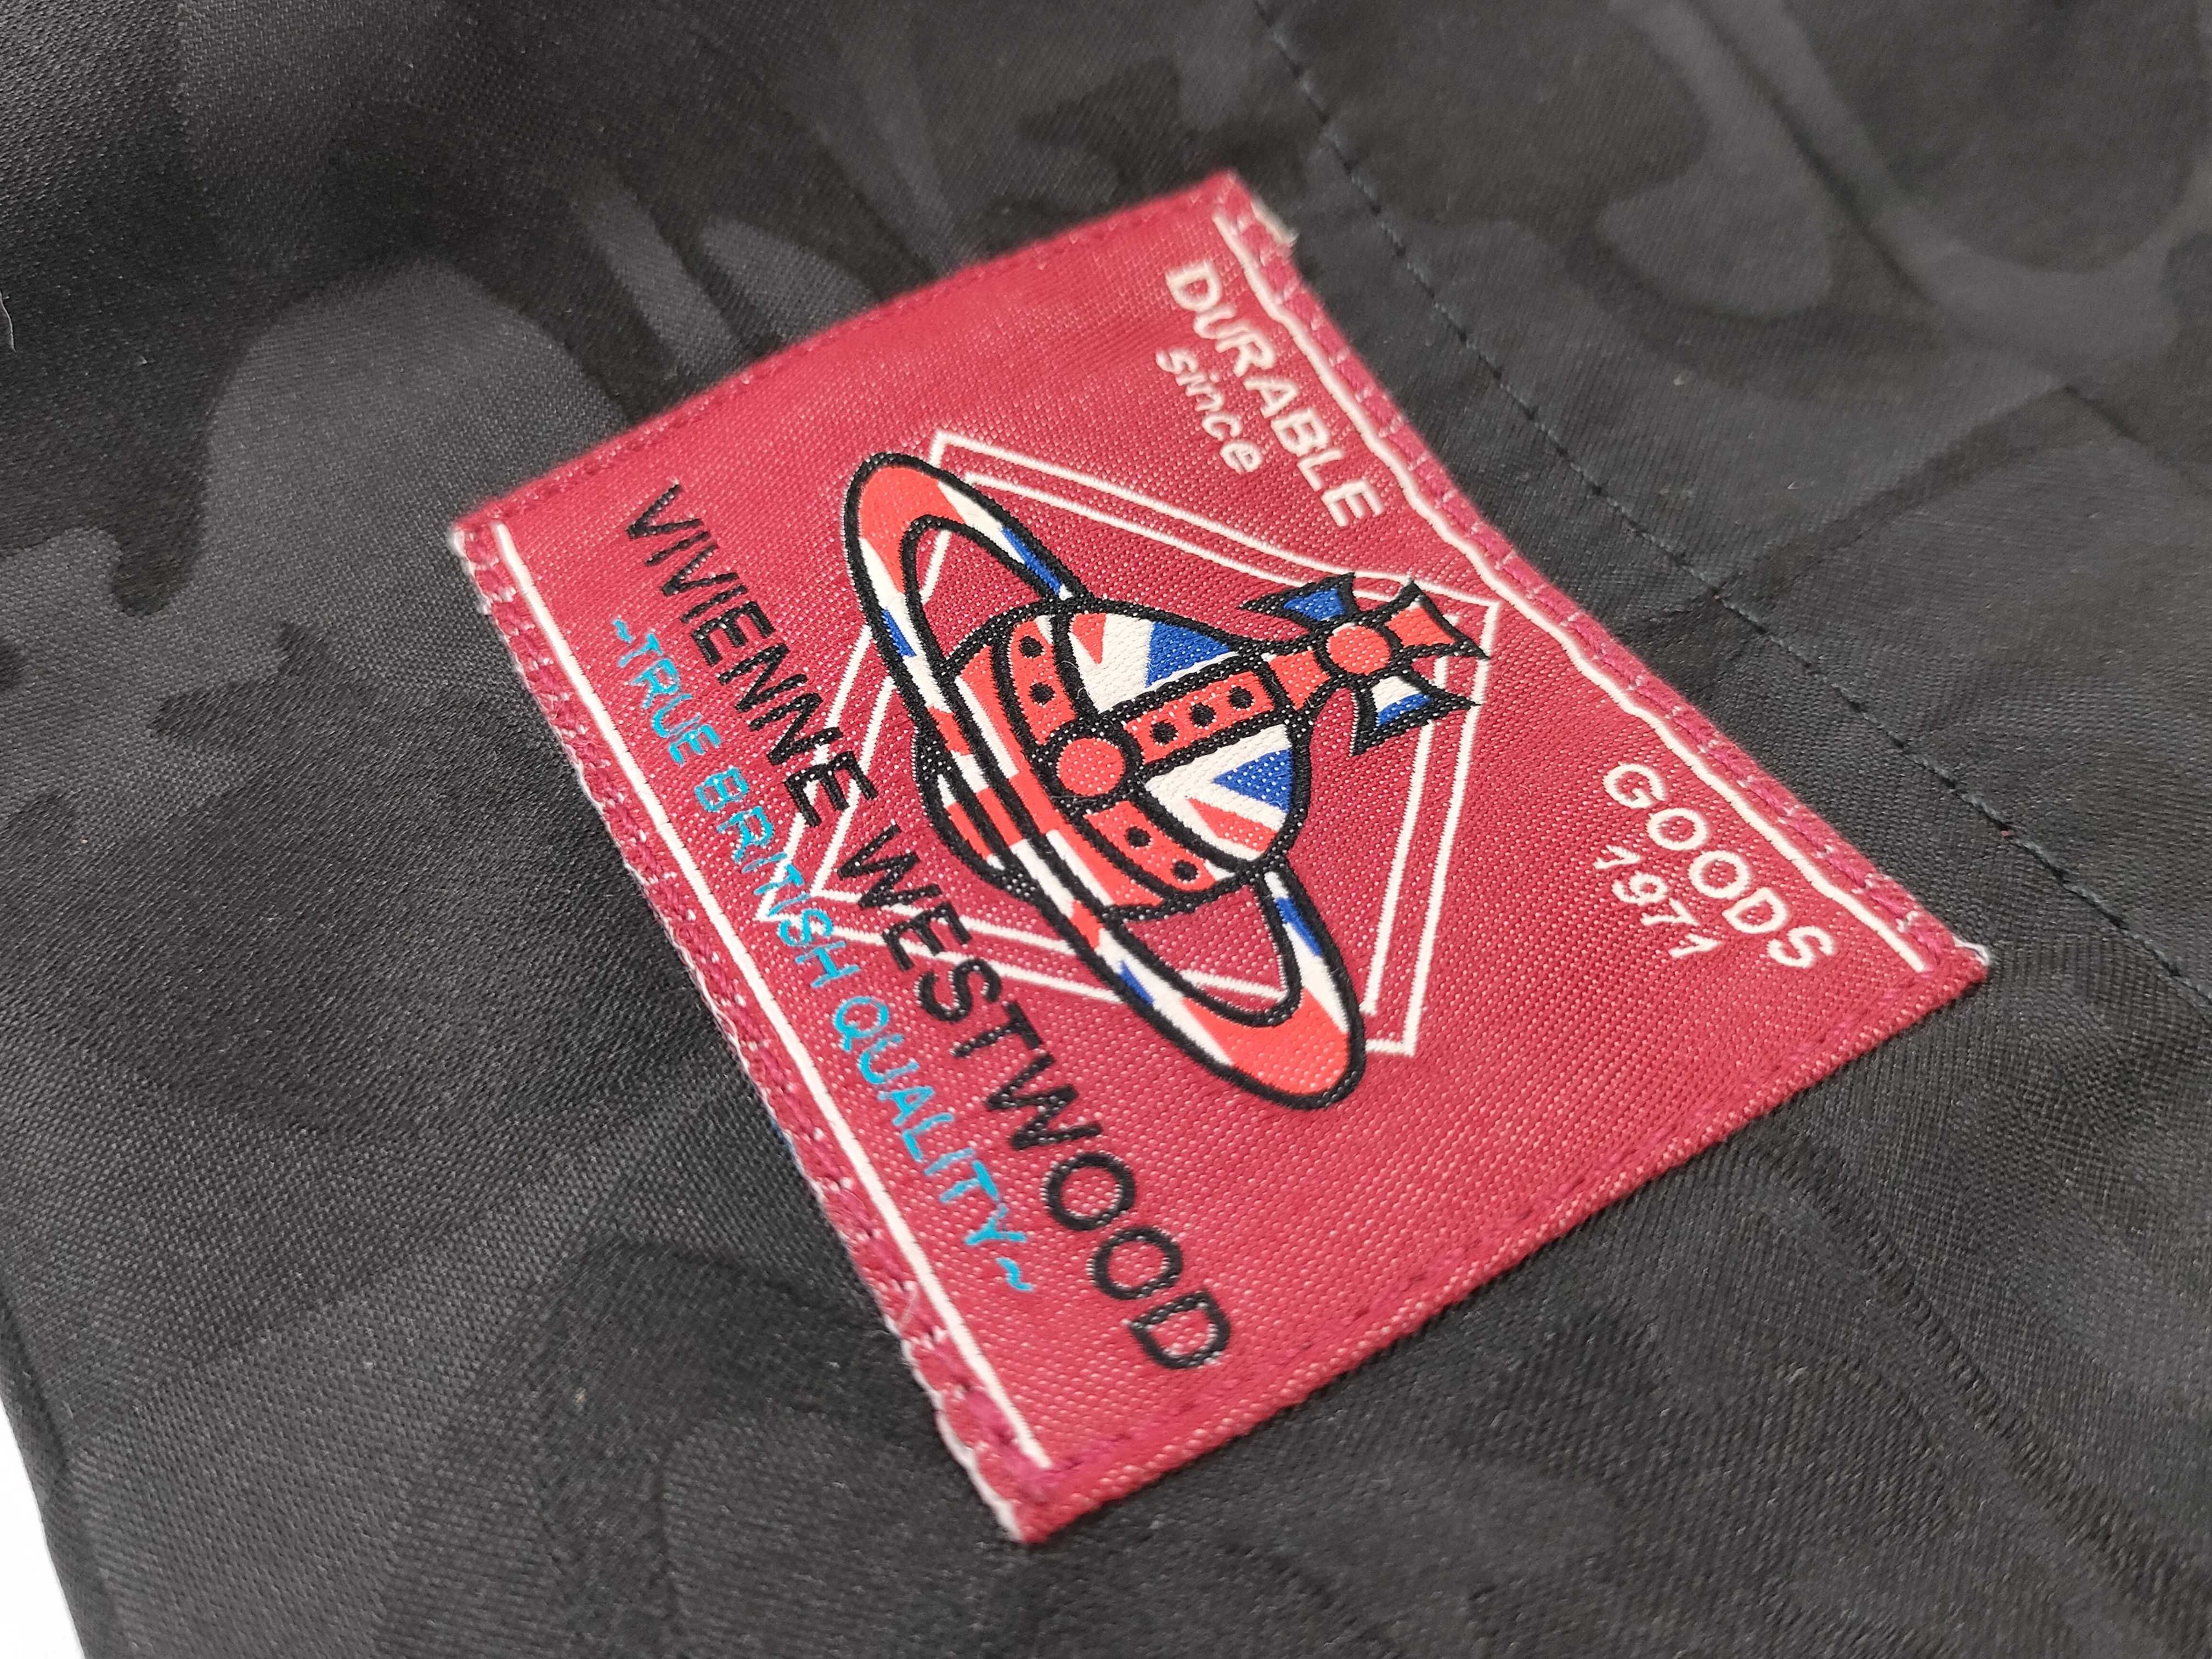 DURABLE GOODS
since 1971
VIVIENNE WESTWOOD
~TRUE BRITISH QUALITY~